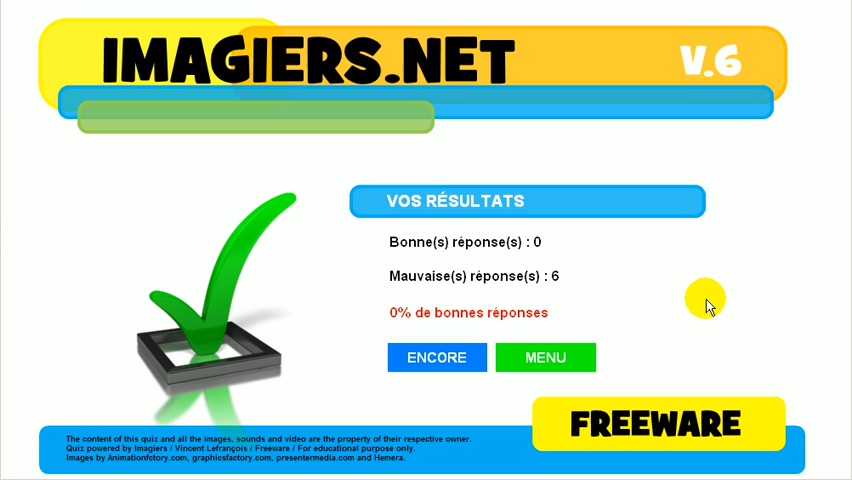 IMAGIERS.NET
V.6
VOS RÉSULTATS
Bonne(s) réponse(s) : 0
Mauvaise(s) réponse(s) : 6
0% de bonnes réponses
ENCORE
MENU
FREEWARE
The content of this quiz and all the images, sounds and video are the property of their respective owner.
Quiz powered by Imagiers / Vincent Lefrançois / Freeware / For educational purpose only.
Images by Animationfctory.com, graphicsfactory.com, presentermedia.com and Hemera.